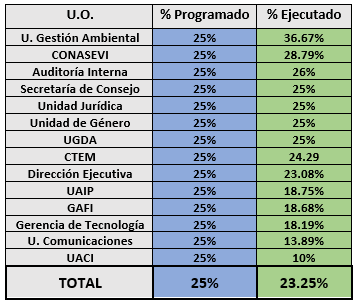 U.O. % Programado % Ejecutado
U. Gestión Ambiental 25% 36.67%
CONASEVI 25% 28.79%
Auditoría Interna 25% 26%
Secretaría de Consejo 25% 25%
Unidad Jurídica 25% 25%
Unidad de Género 25% 25%
UGDA 25% 25%
CTEM 25% 24.29
Dirección Ejecutiva 25% 23.08%
UAIP 25% 18.75%
GAFI 25% 18.68%
Gerencia de Tecnología 25% 18.19%
U. Comunicaciones 25% 13.89%
UACI 25% 10%
TOTAL 25% 23.25%